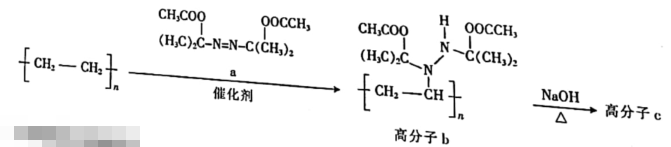 CH₃COO OOCCH₃
(H₃C)₂C—N=N—C(CH₃)₂
a
催化剂
[CH₂—CH₂]ₙ
CH₃COO H OOCCH₃
(H₃C)₂C N N C(CH₃)₂
[CH₂—CH]ₙ
高分子 b
NaOH
△
高分子 c